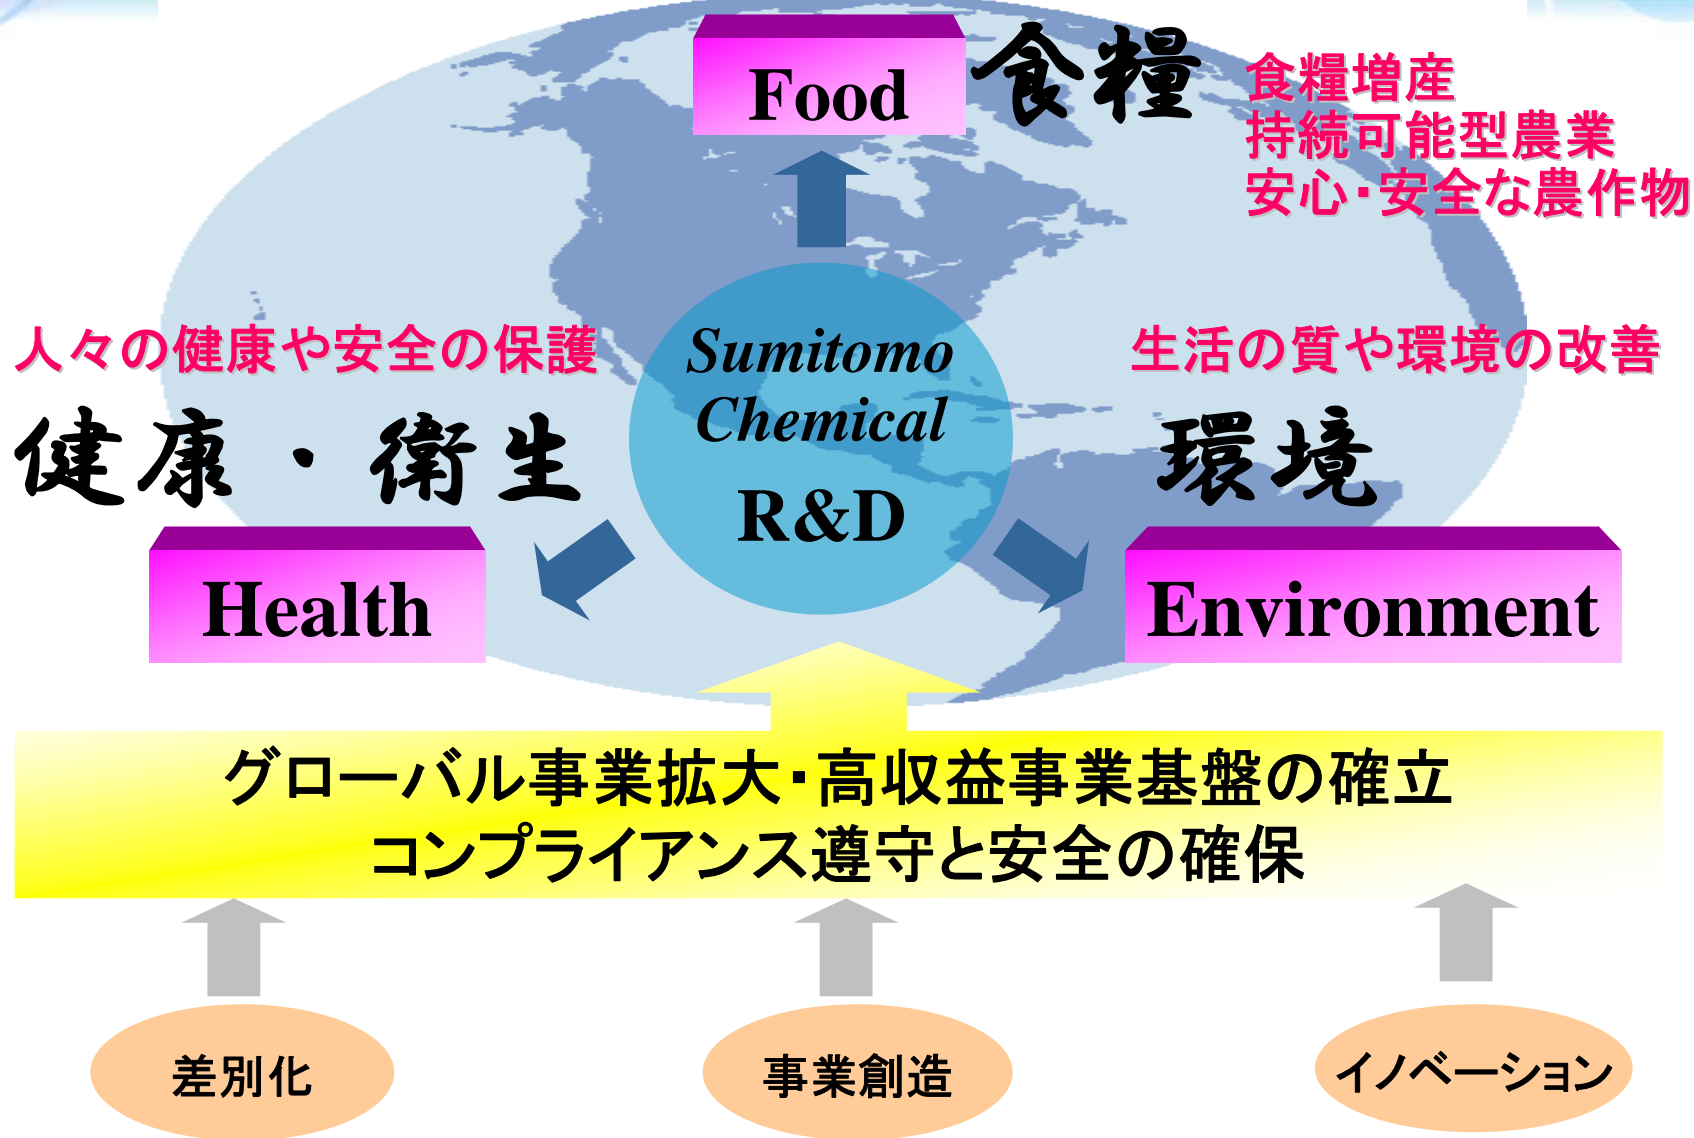 Food
食糧
食糧増産
持続可能型農業
安心・安全な農作物
人々の健康や安全の保護
健康・衛生
Health
Sumitomo
Chemical
R&D
生活の質や環境の改善
環境
Environment
グローバル事業拡大・高収益事業基盤の確立
コンプライアンス遵守と安全の確保
差別化
事業創造
イノベーション